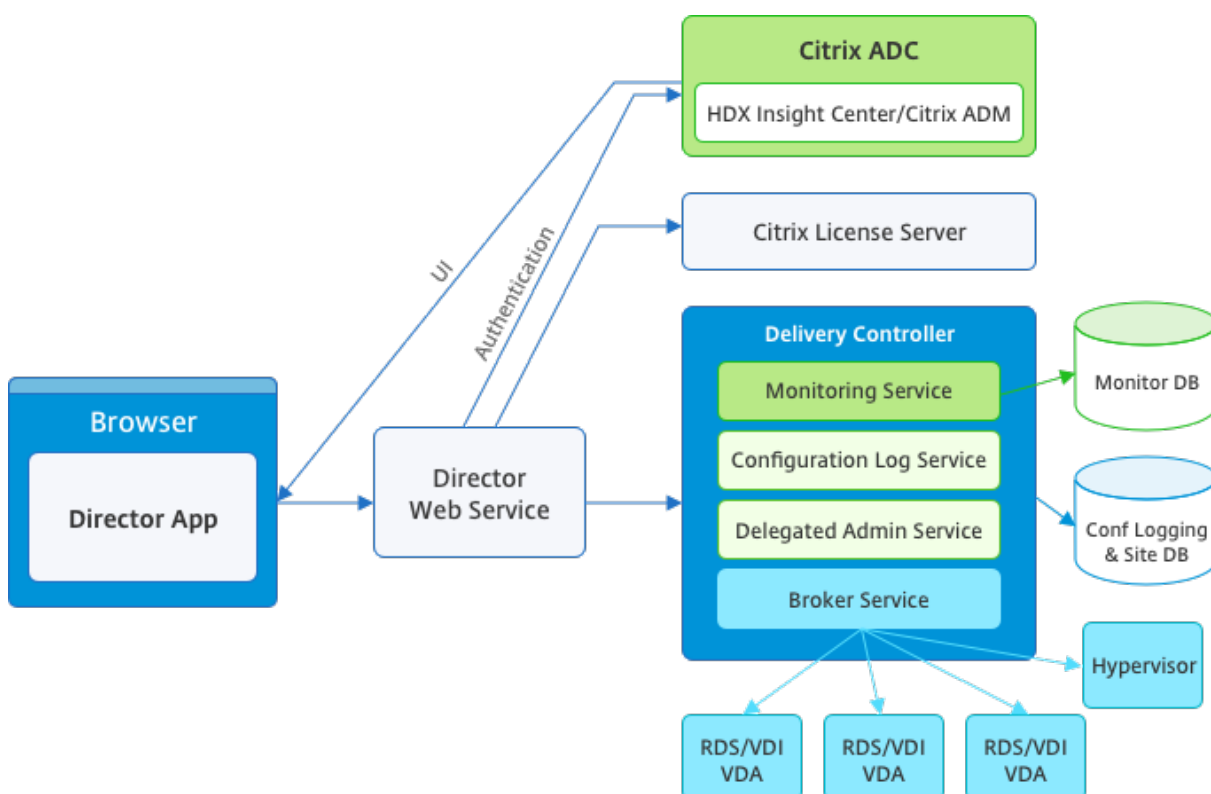 Citrix ADC
HDX Insight Center/Citrix ADM
UI
Authentication
Citrix License Server
Browser
Director App
Director
Web Service
Delivery Controller
Monitoring Service
Configuration Log Service
Delegated Admin Service
Broker Service
Monitor DB
Conf Logging
& Site DB
Hypervisor
RDS/VDI
VDA
RDS/VDI
VDA
RDS/VDI
VDA